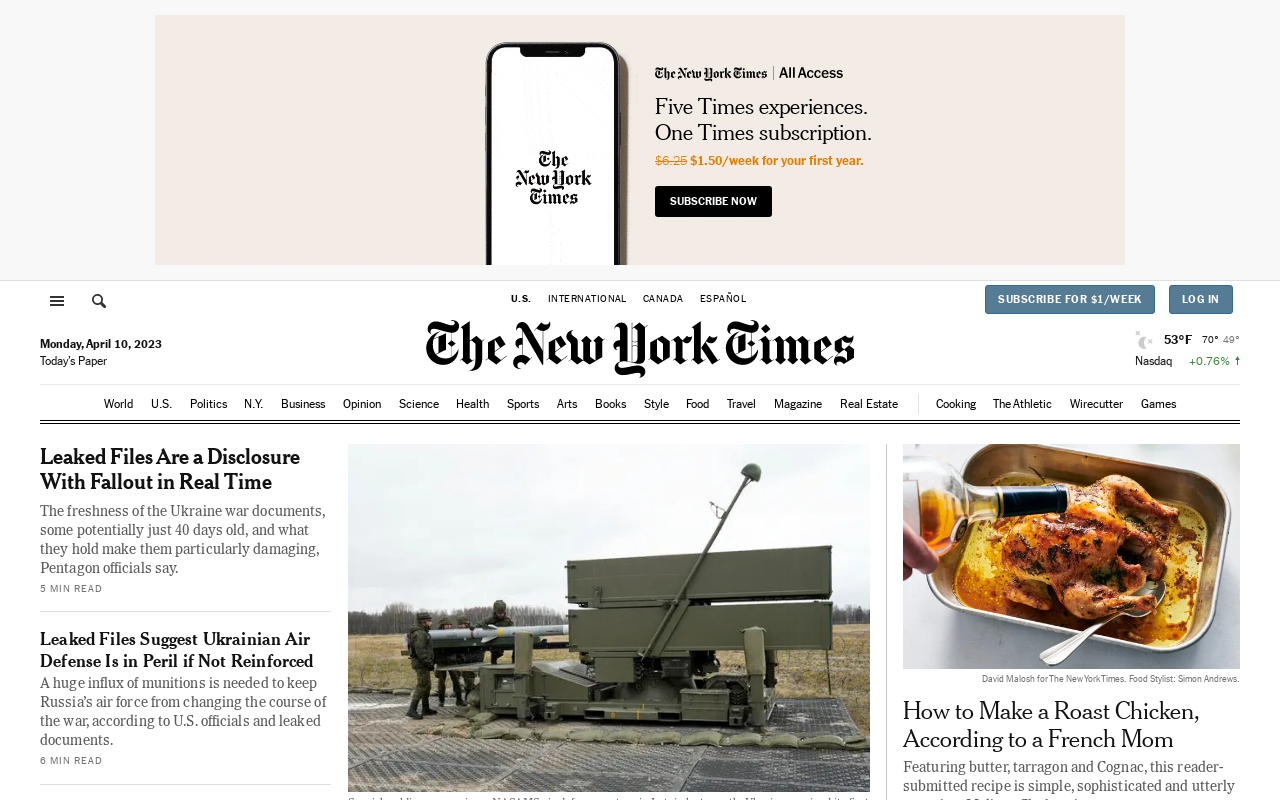 The New York Times
The New York Times | All Access
Five Times experiences.
One Times subscription.
$6.25 $1.50/week for your first year.
SUBSCRIBE NOW
U.S. INTERNATIONAL CANADA ESPAÑOL
SUBSCRIBE FOR $1/WEEK LOG IN
The New York Times
Monday, April 10, 2023
Today's Paper
53°F 70° 49°
Nasdaq +0.76% ↑
World U.S. Politics N.Y. Business Opinion Science Health Sports Arts Books Style Food Travel Magazine Real Estate Cooking The Athletic Wirecutter Games
Leaked Files Are a Disclosure
With Fallout in Real Time
The freshness of the Ukraine war documents,
some potentially just 40 days old, and what
they hold make them particularly damaging,
Pentagon officials say.
5 MIN READ
Leaked Files Suggest Ukrainian Air
Defense Is in Peril if Not Reinforced
A huge influx of munitions is needed to keep
Russia's air force from changing the course of
the war, according to U.S. officials and leaked
documents.
6 MIN READ
David Malosh for The New York Times. Food Stylist: Simon Andrews.
How to Make a Roast Chicken,
According to a French Mom
Featuring butter, tarragon and Cognac, this reader-
submitted recipe is simple, sophisticated and utterly